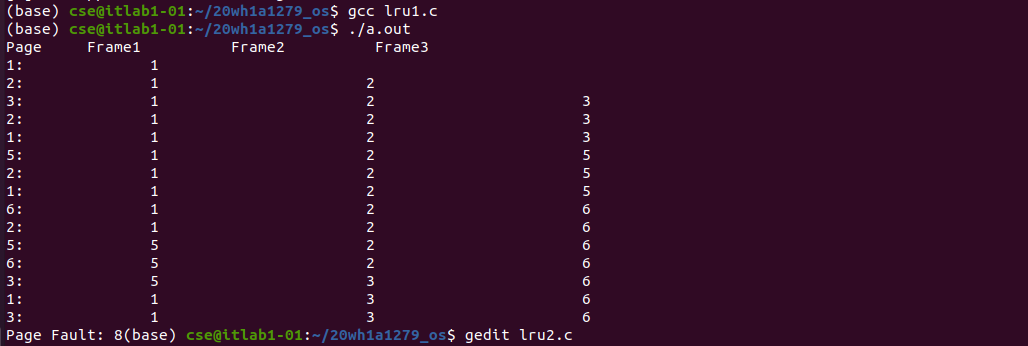 (base) cse@itlab1-01:~/20wh1a1279_os$ gcc lru1.c
(base) cse@itlab1-01:~/20wh1a1279_os$ ./a.out
Page Frame1 Frame2 Frame3
1: 1
2: 1 2
3: 1 2 3
2: 1 2 3
1: 1 2 3
5: 1 2 5
2: 1 2 5
1: 1 2 5
6: 1 2 6
2: 1 2 6
5: 5 2 6
6: 5 2 6
3: 5 3 6
1: 1 3 6
3: 1 3 6
Page Fault: 8(base) cse@itlab1-01:~/20wh1a1279_os$ gedit lru2.c